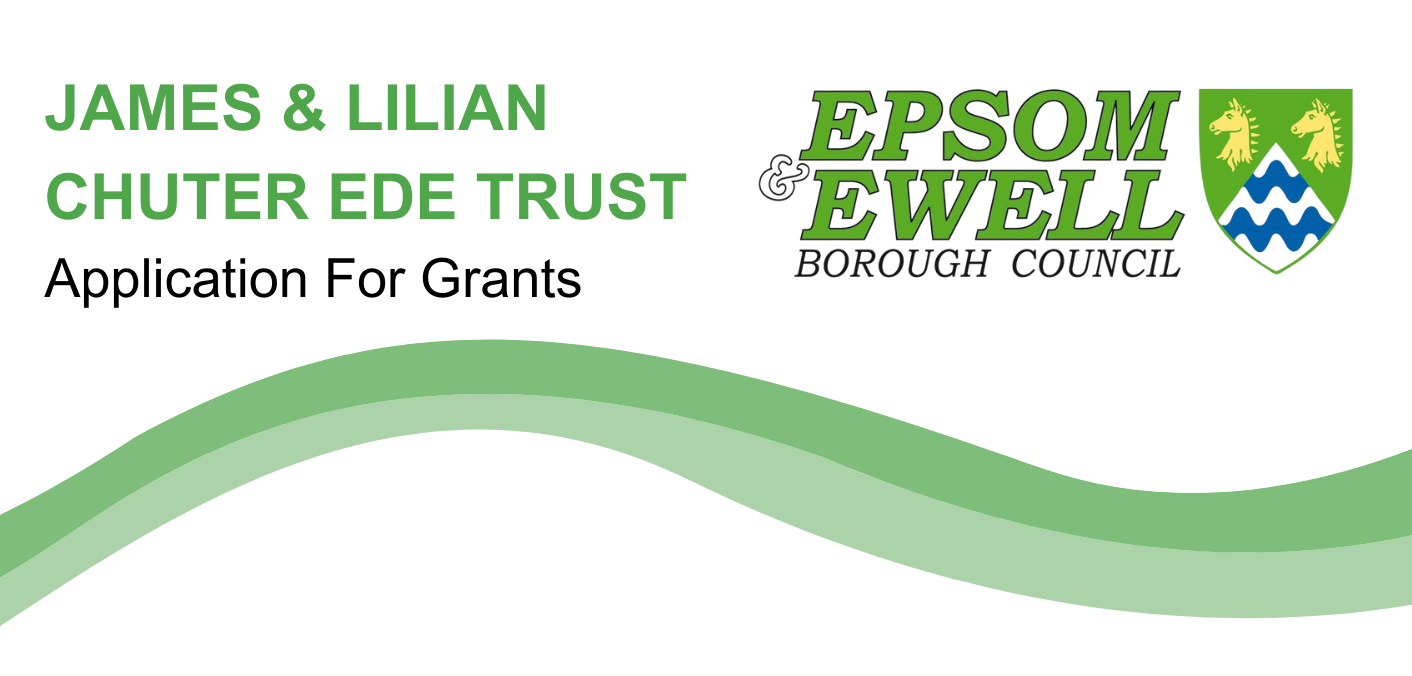 JAMES & LILIAN
CHUTER EDE TRUST
Application For Grants
EPSOM
& EWELL
BOROUGH COUNCIL